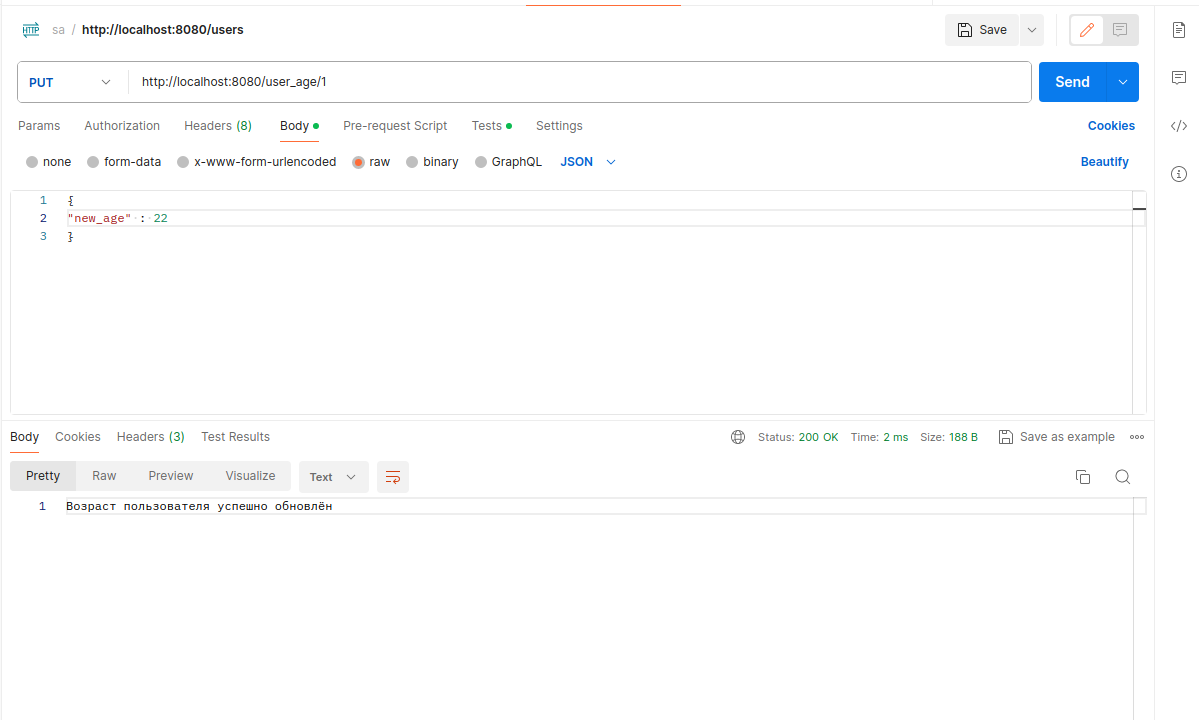 HTTP sa / http://localhost:8080/users Save
PUT http://localhost:8080/user_age/1 Send
Params Authorization Headers (8) Body Pre-request Script Tests Settings Cookies
none form-data x-www-form-urlencoded raw binary GraphQL JSON Beautify
1 {
2 "new_age" : 22
3 }
Body Cookies Headers (3) Test Results Status: 200 OK Time: 2 ms Size: 188 B Save as example
Pretty Raw Preview Visualize Text
1 Возраст пользователя успешно обновлён